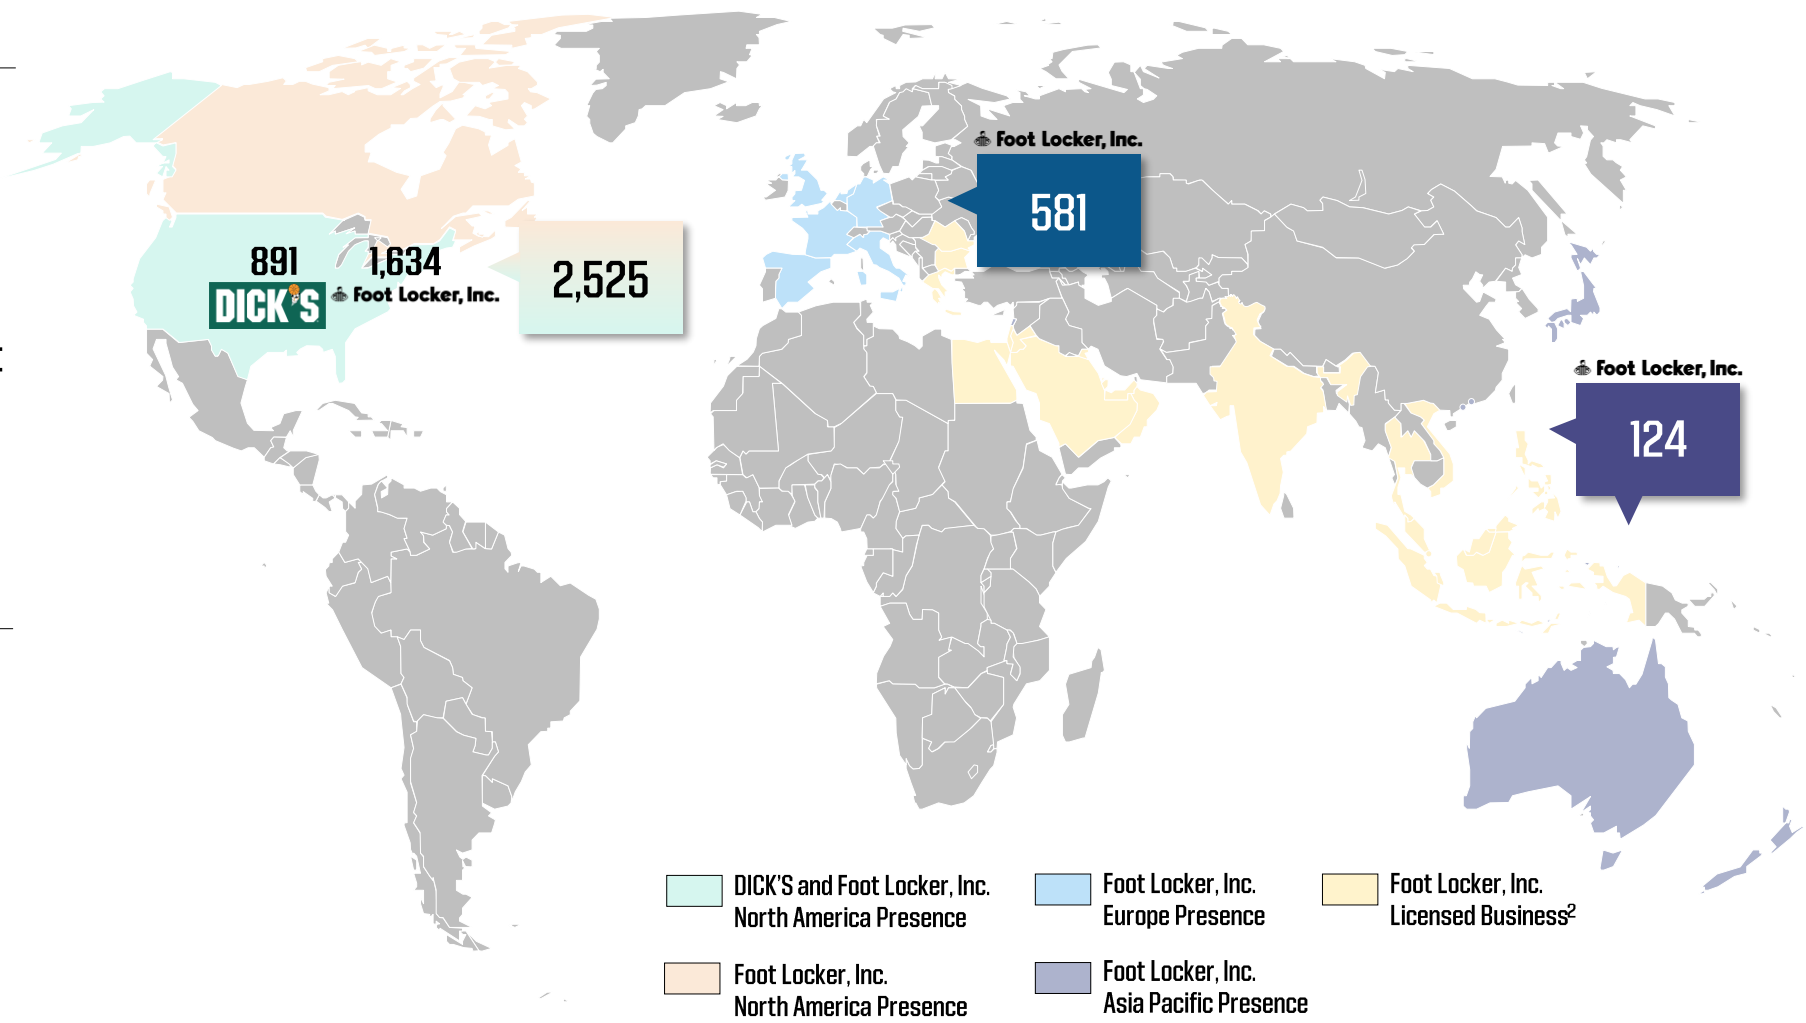 Foot Locker, Inc.
581
891
1,634
DICK'S
Foot Locker, Inc.
2,525
Foot Locker, Inc.
124
DICK'S and Foot Locker, Inc.
North America Presence
Foot Locker, Inc.
Europe Presence
Foot Locker, Inc.
Licensed Business²
Foot Locker, Inc.
North America Presence
Foot Locker, Inc.
Asia Pacific Presence